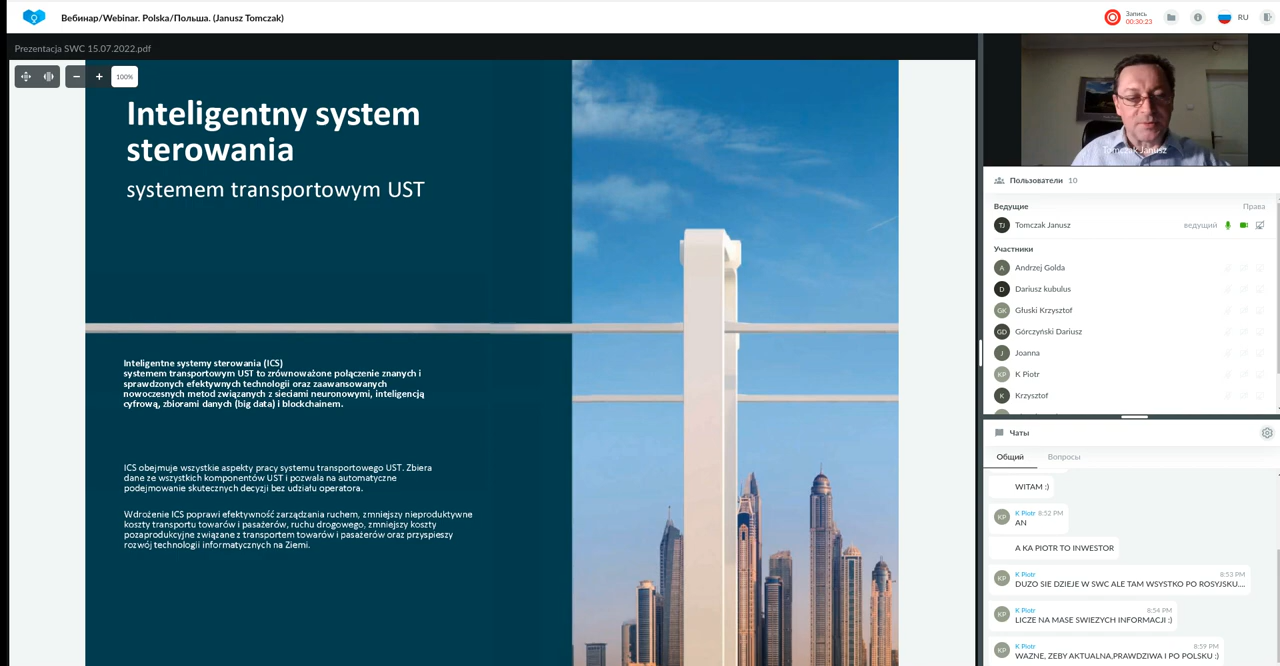 Вебинар/Webinar. Polska/Польша. (Janusz Tomczak)
Запись
00:30:23
RU
Prezentacja SWC 15.07.2022.pdf
100%
Inteligentny system
sterowania
systemem transportowym UST
Inteligentne systemy sterowania (ICS)
systemem transportowym UST to zrównoważone połączenie znanych i
sprawdzonych efektywnych technologii oraz zaawansowanych
nowoczesnych metod związanych z sieciami neuronowymi, inteligencją
cyfrową, zbiorami danych (big data) i blockchainem.
ICS obejmuje wszystkie aspekty pracy systemu transportowego UST. Zbiera
dane ze wszystkich komponentów UST i pozwala na automatyczne
podejmowanie skutecznych decyzji bez udziału operatora.
Wdrożenie ICS poprawi efektywność zarządzania ruchem, zmniejszy nieproduktywne
koszty transportu towarów i pasażerów, ruchu drogowego, zmniejszy koszty
pozaprodukcyjne związane z transportem towarów i pasażerów oraz przyspieszy
rozwój technologii informatycznych na Ziemi.
Tomczak Janusz
Пользователи 10
Ведущие Права
TJ Tomczak Janusz ведущий
Участники
A Andrzej Golda
D Dariusz kubulus
GK Głuski Krzysztof
GD Górczyński Dariusz
J Joanna
KP K Piotr
K Krzysztof
Чаты
Общий Вопросы
WITAM :)
KP K Piotr 8:52 PM
AN
A KA PIOTR TO INWESTOR
KP K Piotr 8:53 PM
DUZO SIE DZIEJE W SWC ALE TAM WSYSTKO PO ROSYJSKU....
KP K Piotr 8:54 PM
LICZE NA MASE SWIEZYCH INFORMACJI :)
KP K Piotr 8:59 PM
WAZNE, ZEBY AKTUALNA,PRAWDZIWA I PO POLSKU :)